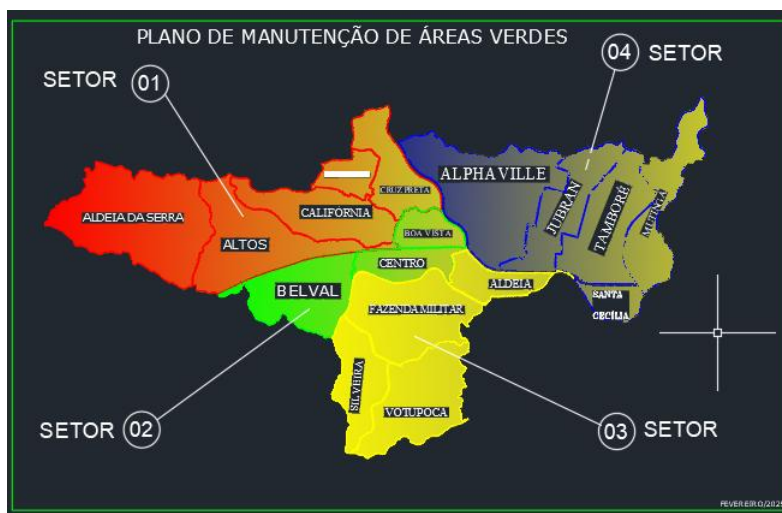 PLANO DE MANUTENÇÃO DE ÁREAS VERDES
SETOR 01
04 SETOR
ALDEIA DA SERRA
ALTOS
CALIFÓRNIA
CRUZ PRETA
BOA VISTA
ALPHAVILLE
JUBRAN
TAMBORÉ
MUTINGA
CENTRO
BELVAL
ALDEIA
SANTA
CECÍLIA
FAZENDA MILITAR
SILVEIRA
VOTUPOCA
SETOR 02
03 SETOR